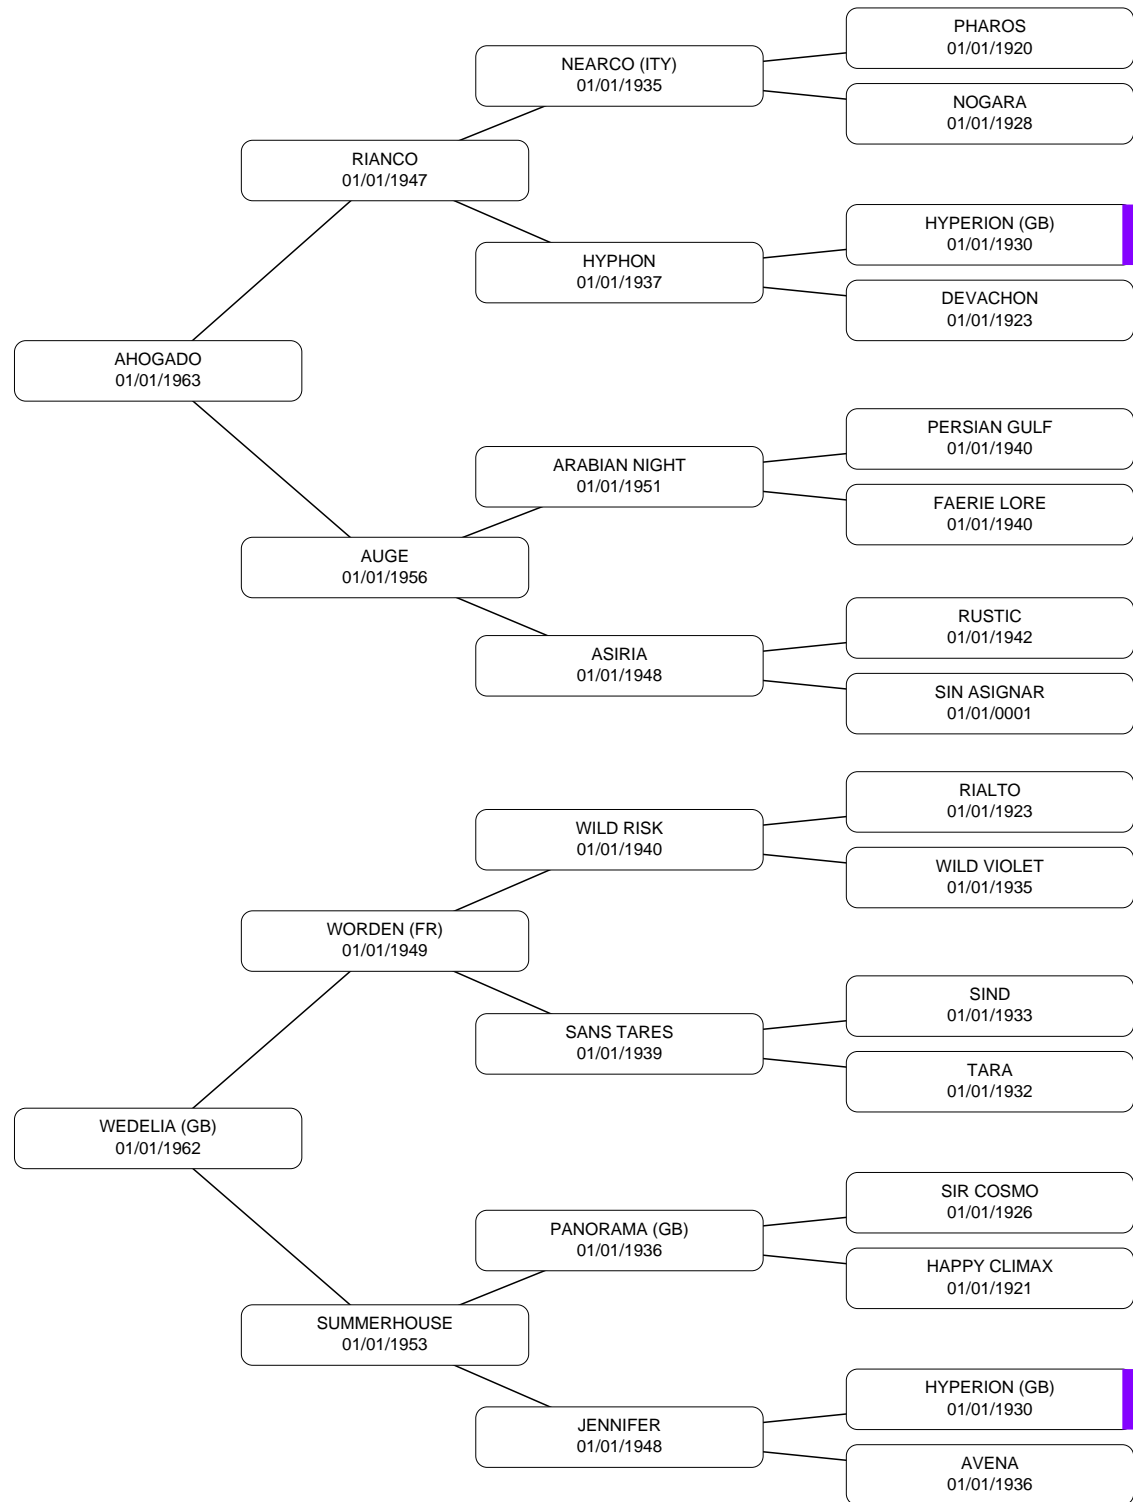 PHAROS
01/01/1920
NEARCO (ITY)
01/01/1935
NOGARA
01/01/1928
RIANCO
01/01/1947
HYPERION (GB)
01/01/1930
HYPHON
01/01/1937
DEVACHON
01/01/1923
AHOGADO
01/01/1963
PERSIAN GULF
01/01/1940
ARABIAN NIGHT
01/01/1951
FAERIE LORE
01/01/1940
AUGE
01/01/1956
RUSTIC
01/01/1942
ASIRIA
01/01/1948
SIN ASIGNAR
01/01/0001
RIALTO
01/01/1923
WILD RISK
01/01/1940
WILD VIOLET
01/01/1935
WORDEN (FR)
01/01/1949
SIND
01/01/1933
SANS TARES
01/01/1939
TARA
01/01/1932
WEDELIA (GB)
01/01/1962
SIR COSMO
01/01/1926
PANORAMA (GB)
01/01/1936
HAPPY CLIMAX
01/01/1921
SUMMERHOUSE
01/01/1953
HYPERION (GB)
01/01/1930
JENNIFER
01/01/1948
AVENA
01/01/1936